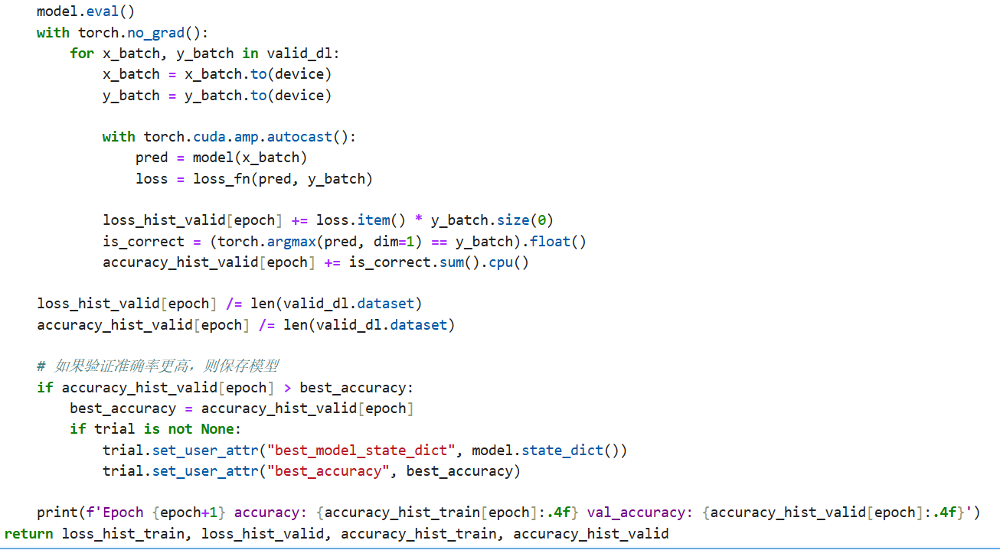 model.eval()
with torch.no_grad():
for x_batch, y_batch in valid_dl:
x_batch = x_batch.to(device)
y_batch = y_batch.to(device)
with torch.cuda.amp.autocast():
pred = model(x_batch)
loss = loss_fn(pred, y_batch)
loss_hist_valid[epoch] += loss.item() * y_batch.size(0)
is_correct = (torch.argmax(pred, dim=1) == y_batch).float()
accuracy_hist_valid[epoch] += is_correct.sum().cpu()
loss_hist_valid[epoch] /= len(valid_dl.dataset)
accuracy_hist_valid[epoch] /= len(valid_dl.dataset)
# 如果验证准确率更高，则保存模型
if accuracy_hist_valid[epoch] > best_accuracy:
best_accuracy = accuracy_hist_valid[epoch]
if trial is not None:
trial.set_user_attr("best_model_state_dict", model.state_dict())
trial.set_user_attr("best_accuracy", best_accuracy)
print(f'Epoch {epoch+1} accuracy: {accuracy_hist_train[epoch]:.4f} val_accuracy: {accuracy_hist_valid[epoch]:.4f}')
return loss_hist_train, loss_hist_valid, accuracy_hist_train, accuracy_hist_valid